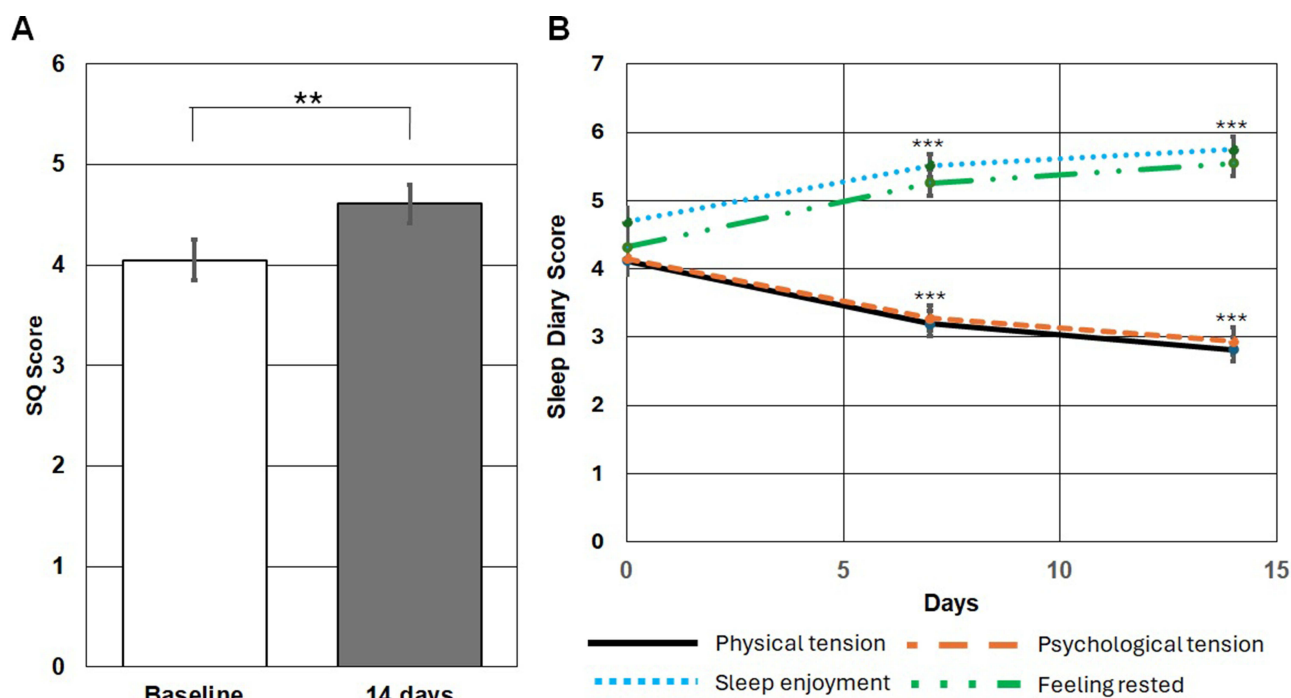 A
6
5
4
3
2
1
0
SQ Score
**
Baseline
14 days
B
7
6
5
4
3
2
1
0
Sleep Diary Score
***
***
***
***
0
5
10
15
Days
Physical tension
Psychological tension
Sleep enjoyment
Feeling rested